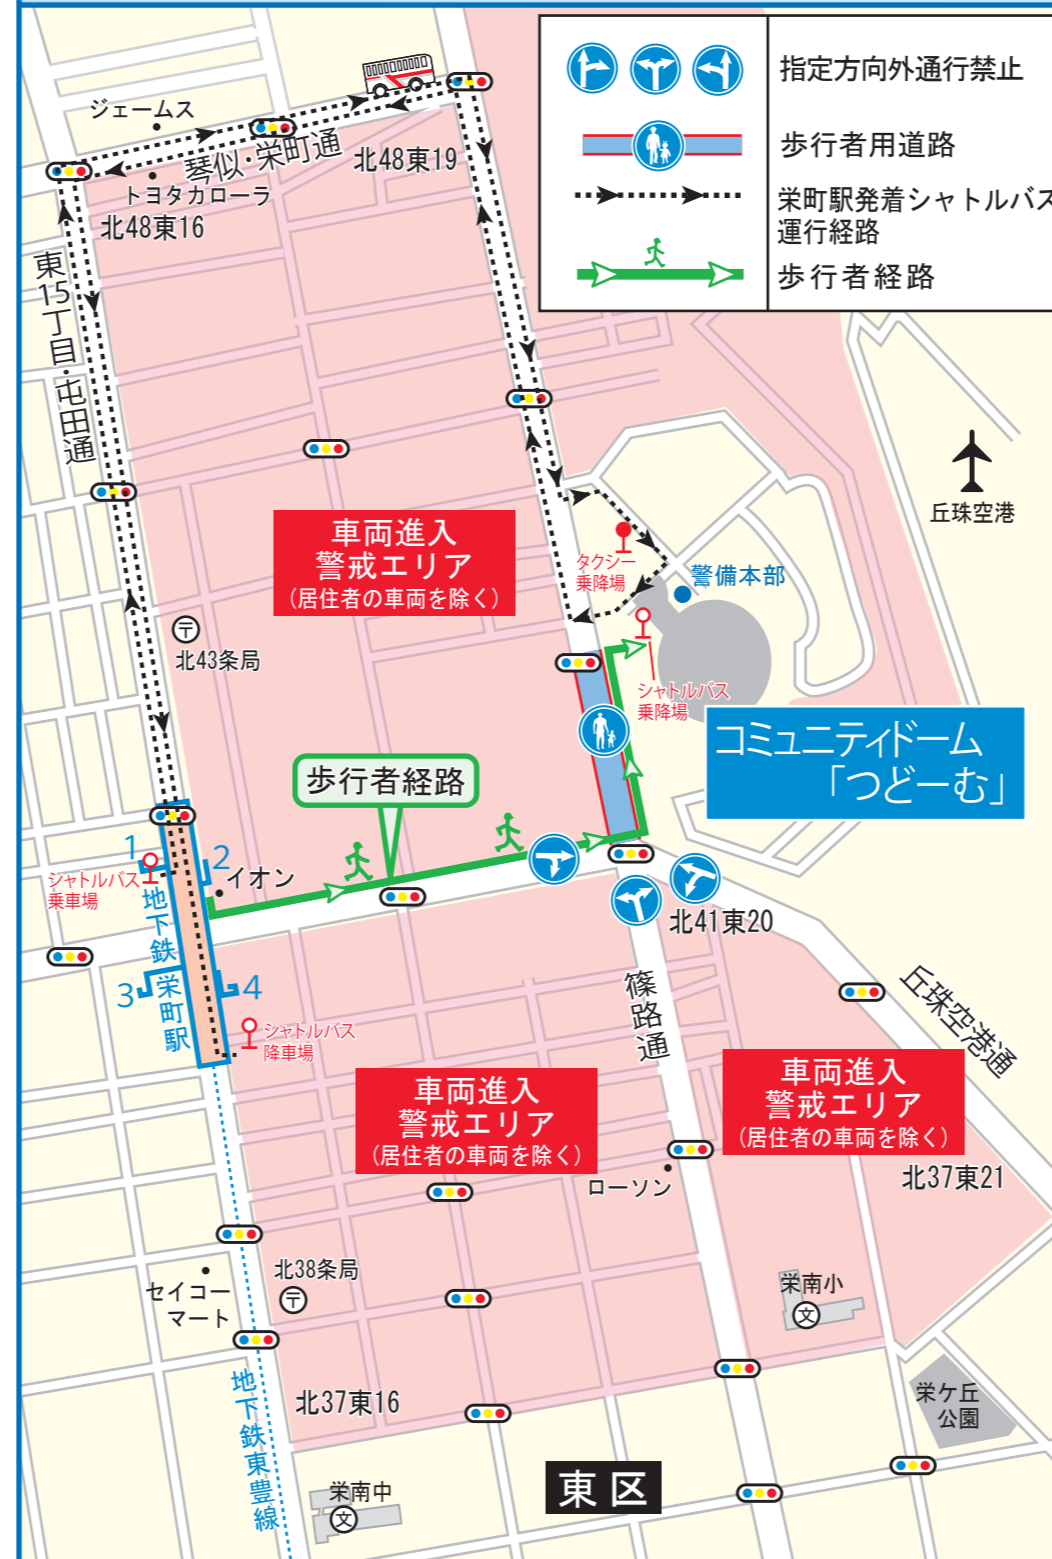 指定方向外通行禁止
歩行者用道路
栄町駅発着シャトルバス
運行経路
歩行者経路
ジェームス
琴似・栄町通
北48東19
トヨタカローラ
北48東16
東15丁目・屯田通
丘珠空港
車両進入
警戒エリア
(居住者の車両を除く)
タクシー
乗降場
警備本部
〒
北43条局
シャトルバス
乗降場
コミュニティドーム
「つどーむ」
歩行者経路
1
2
シャトルバス
乗車場
イオン
地下鉄
栄町駅
3
4
北41東20
シャトルバス
降車場
篠路通
丘珠空港通
車両進入
警戒エリア
(居住者の車両を除く)
車両進入
警戒エリア
(居住者の車両を除く)
ローソン
北37東21
セイコー
マート
北38条局
〒
栄南小
文
地下鉄東豊線
北37東16
栄ケ丘
公園
栄南中
文
東区